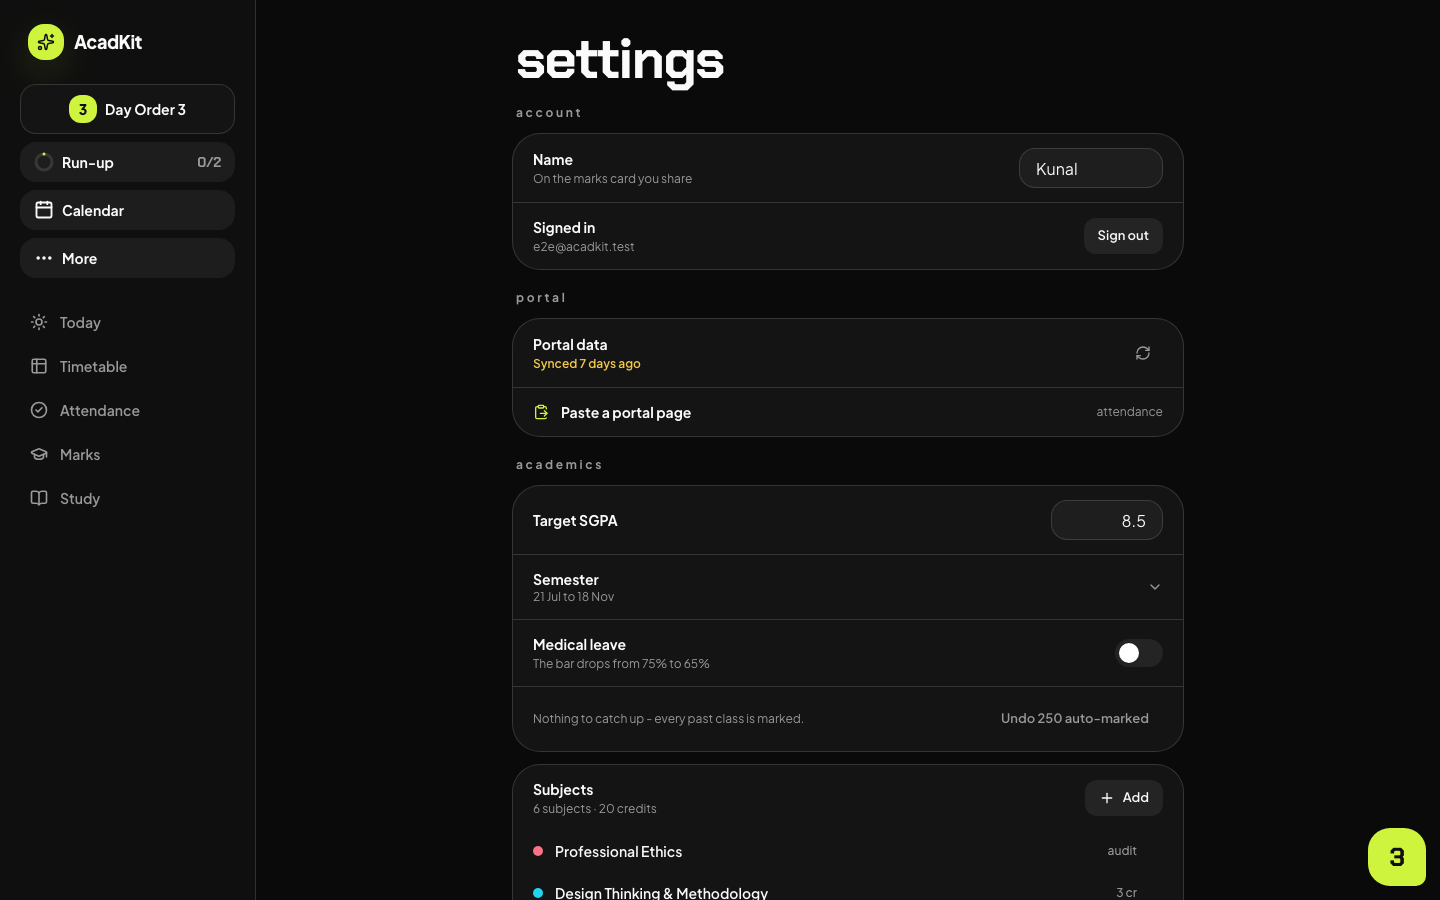 AcadKit
3 Day Order 3
Run-up 0/2
Calendar
More
Today
Timetable
Attendance
Marks
Study
settings
account
Name
On the marks card you share
Kunal
Signed in
e2e@acadkit.test
Sign out
portal
Portal data
Synced 7 days ago
Paste a portal page
attendance
academics
Target SGPA
8.5
Semester
21 Jul to 18 Nov
Medical leave
The bar drops from 75% to 65%
Nothing to catch up - every past class is marked.
Undo 250 auto-marked
Subjects
6 subjects · 20 credits
Add
Professional Ethics
audit
Design Thinking & Methodology
3 cr
3